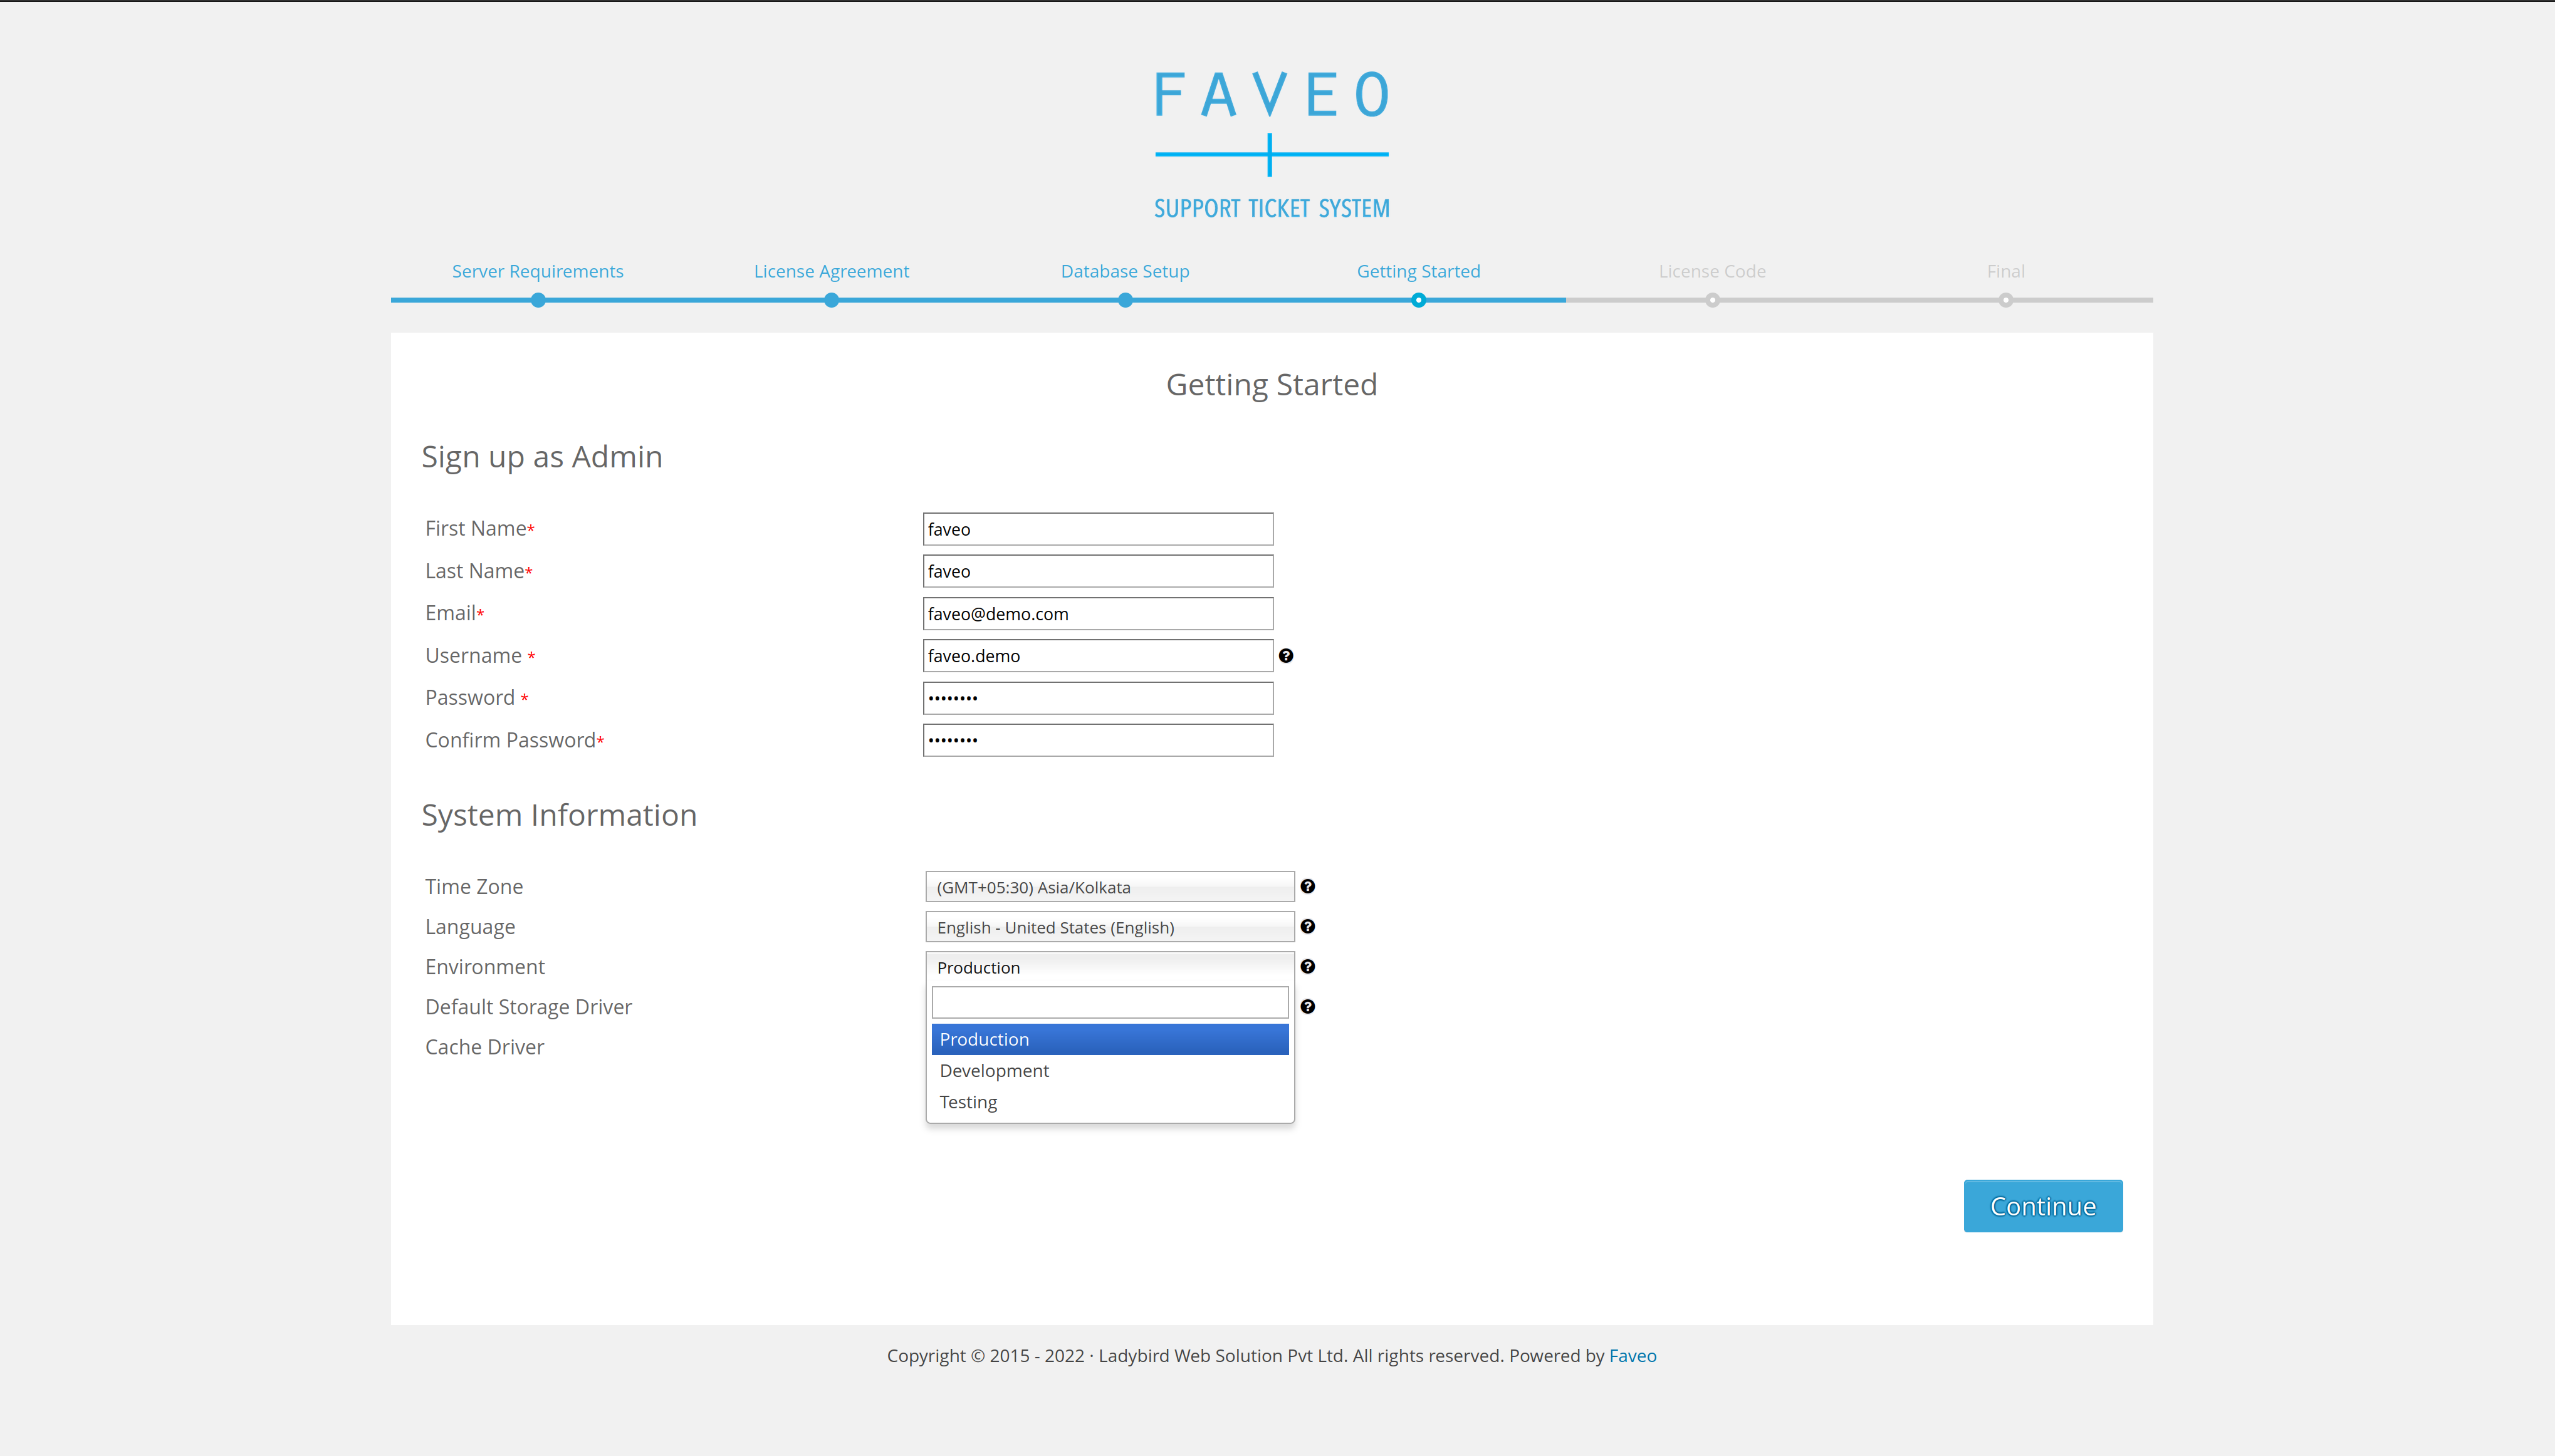 FAVEO
SUPPORT TICKET SYSTEM
Server Requirements License Agreement Database Setup Getting Started License Code Final
Getting Started
Sign up as Admin
First Name* faveo
Last Name* faveo
Email* faveo@demo.com
Username * faveo.demo
Password * ••••••••
Confirm Password* ••••••••
System Information
Time Zone (GMT+05:30) Asia/Kolkata
Language English - United States (English)
Environment Production
Default Storage Driver
Production
Cache Driver
Development
Testing
Continue
Copyright © 2015 - 2022 · Ladybird Web Solution Pvt Ltd. All rights reserved. Powered by Faveo